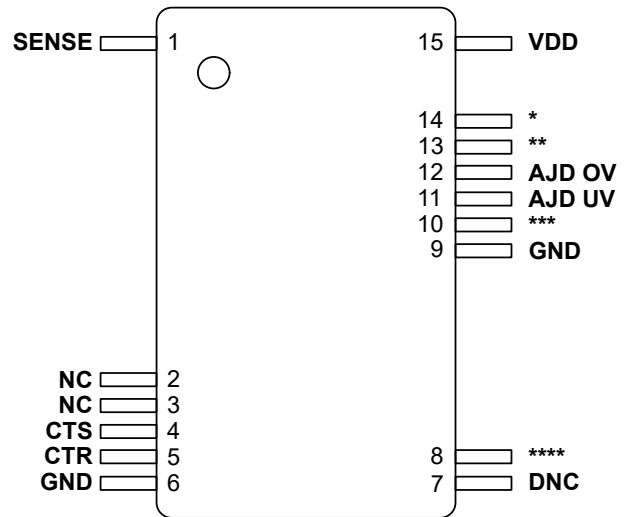 SENSE 1 15 VDD
14 *
13 **
12 AJD OV
11 AJD UV
10 ***
9 GND
NC 2
NC 3
CTS 4
CTR 5 8 ****
GND 6 7 DNC